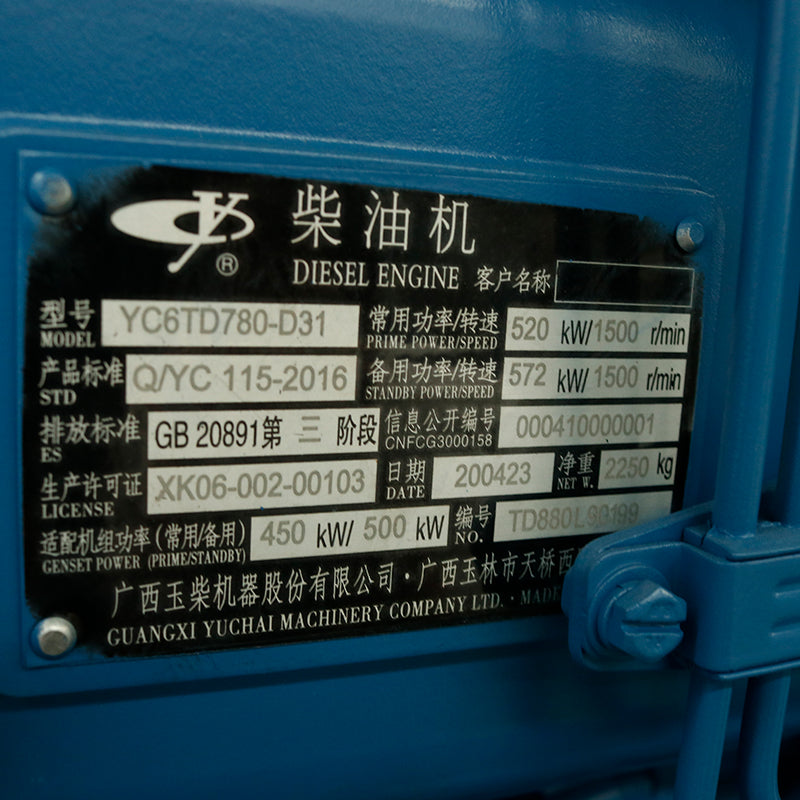 柴油机
DIESEL ENGINE 客户名称
型号 YC6TD780-D31 常用功率/转速 520 kW/1500 r/min
MODEL PRIME POWER/SPEED
产品标准 Q/YC 115-2016 备用功率/转速 572 kW/1500 r/min
STD STANDBY POWER/SPEED
排放标准 GB 20891第 三 阶段 信息公开编号 000410000001
ES CNFCG3000158
生产许可证 XK06-002-00103 日期 200423 净重 2250 kg
LICENSE DATE NET W.
适配机组功率(常用/备用) 450 kW/ 500 kW 编号
GENSET POWER (PRIME/STANDBY) NO.
广西玉柴机器股份有限公司·广西玉林市天桥西
GUANGXI YUCHAI MACHINERY COMPANY LTD. · MADE